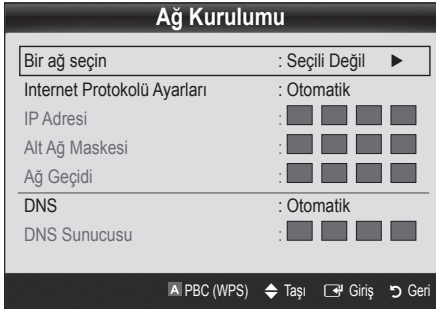 Ağ Kurulumu
Bir ağ seçin : Seçili Değil ►
Internet Protokolü Ayarları : Otomatik
IP Adresi :
Alt Ağ Maskesi :
Ağ Geçidi :
DNS : Otomatik
DNS Sunucusu :
A PBC (WPS) Taşı Giriş Geri